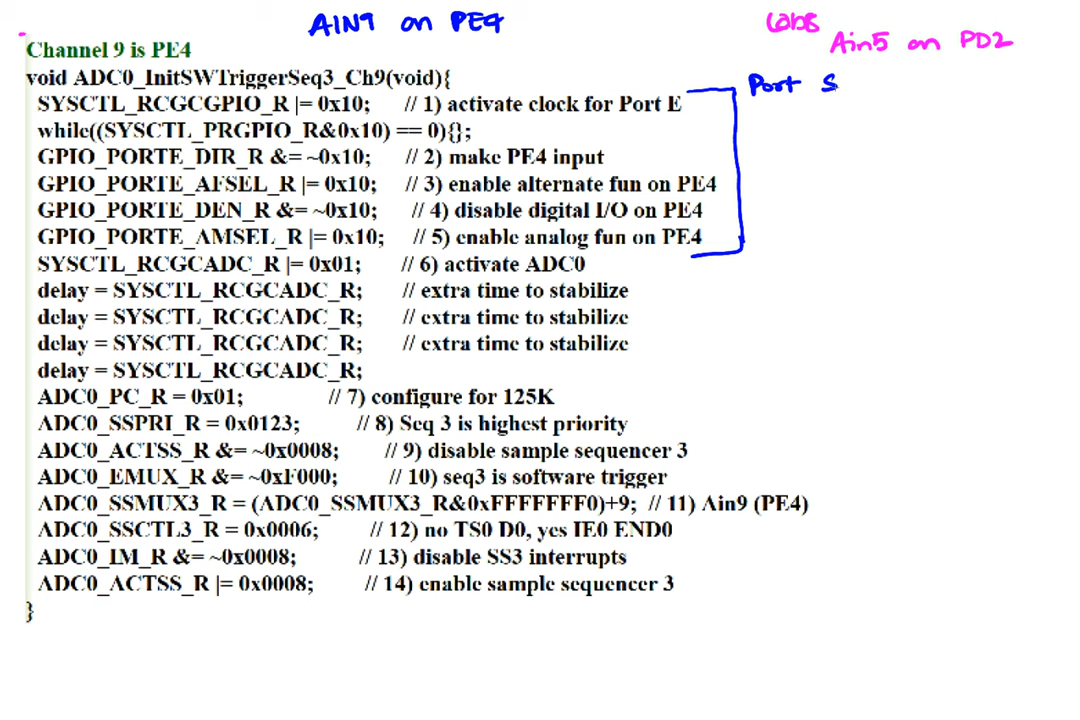 AIN9 on PE4
Labs
Ain5 on PD2
Channel 9 is PE4
void ADC0_InitSWTriggerSeq3_Ch9(void){
Port S
SYSCTL_RCGCGPIO_R |= 0x10; // 1) activate clock for Port E
while((SYSCTL_PRGPIO_R&0x10) == 0){};
GPIO_PORTE_DIR_R &= ~0x10; // 2) make PE4 input
GPIO_PORTE_AFSEL_R |= 0x10; // 3) enable alternate fun on PE4
GPIO_PORTE_DEN_R &= ~0x10; // 4) disable digital I/O on PE4
GPIO_PORTE_AMSEL_R |= 0x10; // 5) enable analog fun on PE4
SYSCTL_RCGCADC_R |= 0x01; // 6) activate ADC0
delay = SYSCTL_RCGCADC_R; // extra time to stabilize
delay = SYSCTL_RCGCADC_R; // extra time to stabilize
delay = SYSCTL_RCGCADC_R; // extra time to stabilize
delay = SYSCTL_RCGCADC_R;
ADC0_PC_R = 0x01; // 7) configure for 125K
ADC0_SSPRI_R = 0x0123; // 8) Seq 3 is highest priority
ADC0_ACTSS_R &= ~0x0008; // 9) disable sample sequencer 3
ADC0_EMUX_R &= ~0xF000; // 10) seq3 is software trigger
ADC0_SSMUX3_R = (ADC0_SSMUX3_R&0xFFFFFFF0)+9; // 11) Ain9 (PE4)
ADC0_SSCTL3_R = 0x0006; // 12) no TS0 D0, yes IE0 END0
ADC0_IM_R &= ~0x0008; // 13) disable SS3 interrupts
ADC0_ACTSS_R |= 0x0008; // 14) enable sample sequencer 3
}